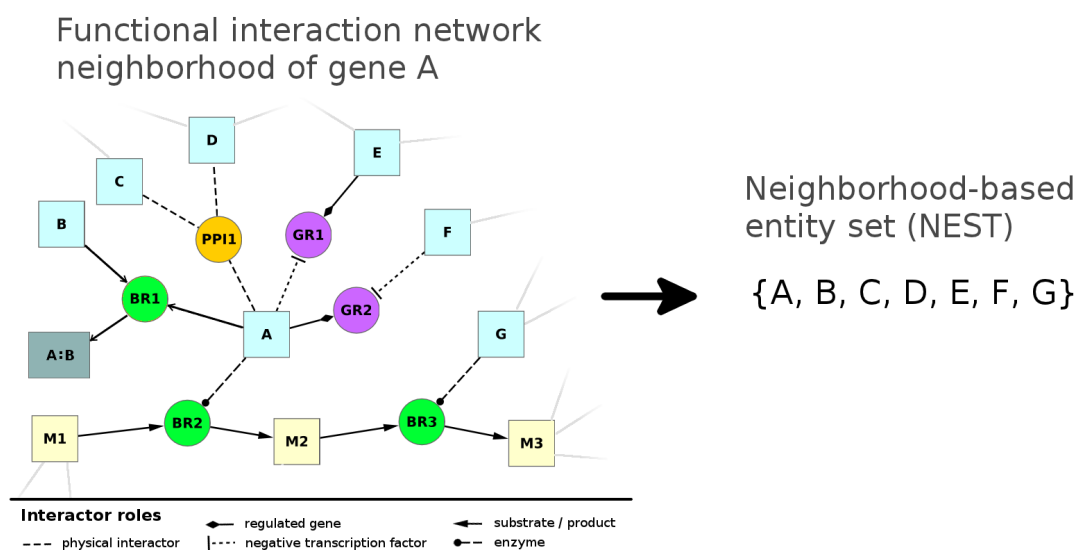 Functional interaction network
neighborhood of gene A
D
E
C
B
PPI1
GR1
F
BR1
GR2
A
G
A:B
M1
BR2
M2
BR3
M3
Neighborhood-based
entity set (NEST)
{A, B, C, D, E, F, G}
Interactor roles
regulated gene
substrate / product
physical interactor
negative transcription factor
enzyme